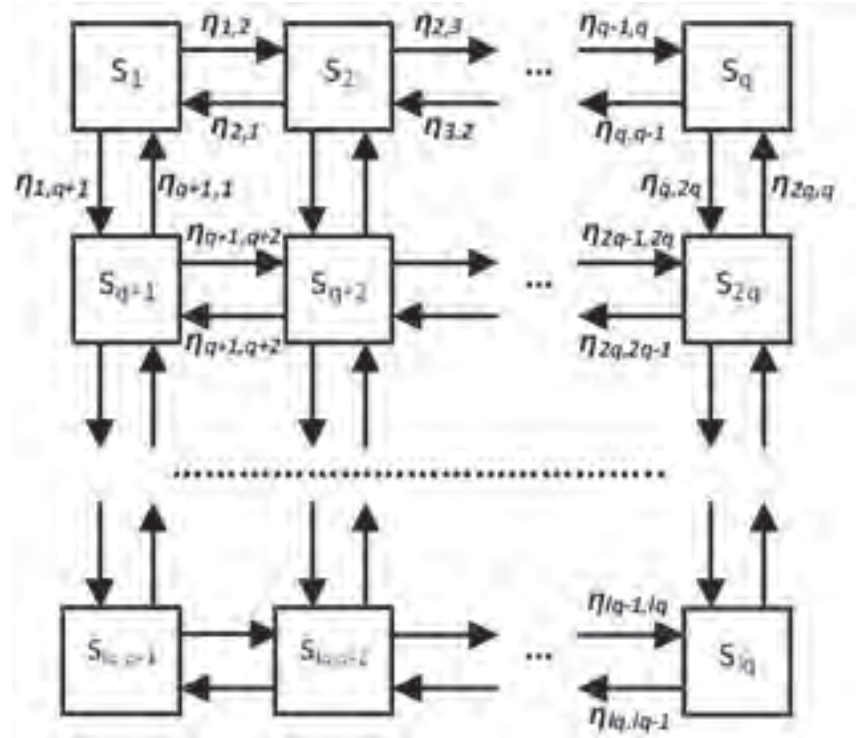 η1,2 η2,3 ηq-1,q
S1 S2 ... Sq
η2,1 η3,2 ηq,q-1
η1,q+1 ηq+1,1 ηq,2q η2q,q
ηq+1,q+2 η2q-1,2q
Sq+1 Sq+2 ... S2q
ηq+1,q+2 η2q,2q-1
ηlq-1,lq
... Slq
ηlq,lq-1